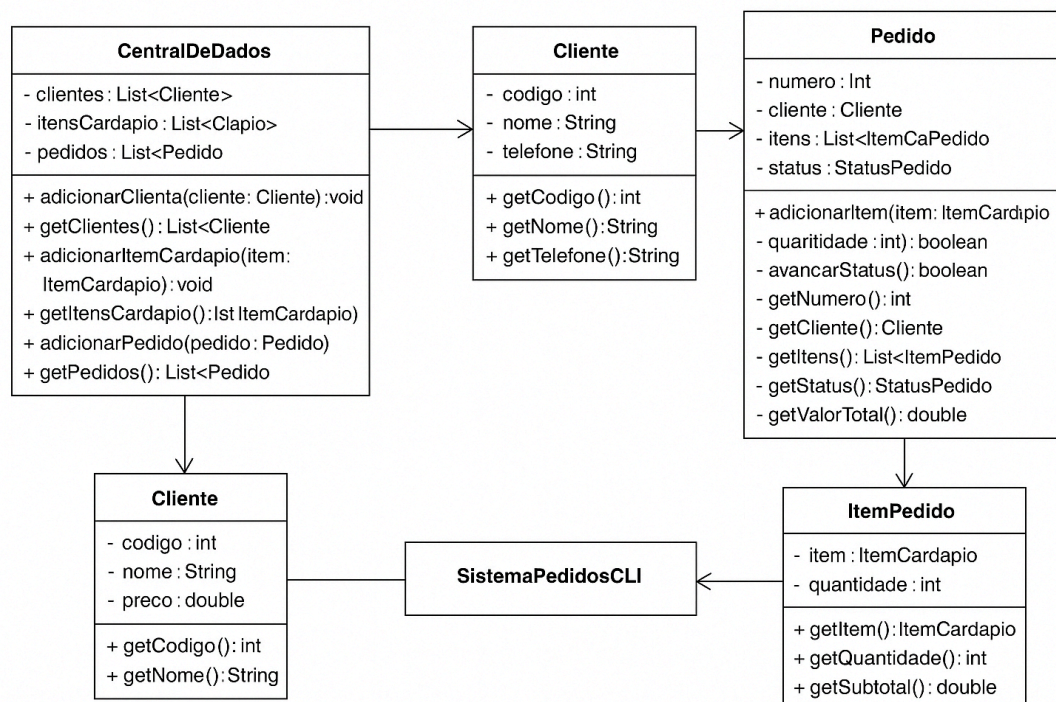 CentralDeDados
- clientes : List<Cliente>
- itensCardapio : List<Clapio>
- pedidos : List<Pedido
+ adicionarClienta(cliente: Cliente) : void
+ getClientes() : List<Cliente
+ adicionarItemCardapio(item:
ItemCardapio) : void
+ getItensCardapio() : Ist ItemCardapio)
+ adicionarPedido(pedido : Pedido)
+ getPedidos() : List<Pedido
Cliente
- codigo : int
- nome : String
- telefone : String
+ getCodigo() : int
+ getNome() : String
+ getTelefone() : String
Pedido
- numero : Int
- cliente : Cliente
- itens : List<ItemCaPedido
- status : StatusPedido
+ adicionarItem(item: ItemCardıpio
- quaritidade : int) : boolean
- avancarStatus() : boolean
- getNumero() : int
- getCliente() : Cliente
- getItens() : List<ItemPedido
- getStatus() : StatusPedido
- getValorTotal() : double
Cliente
- codigo : int
- nome : String
- preco : double
+ getCodigo() : int
+ getNome() : String
SistemaPedidosCLI
ItemPedido
- item : ItemCardapio
- quantidade : int
+ getItem() : ItemCardapio
+ getQuantidade() : int
+ getSubtotal() : double